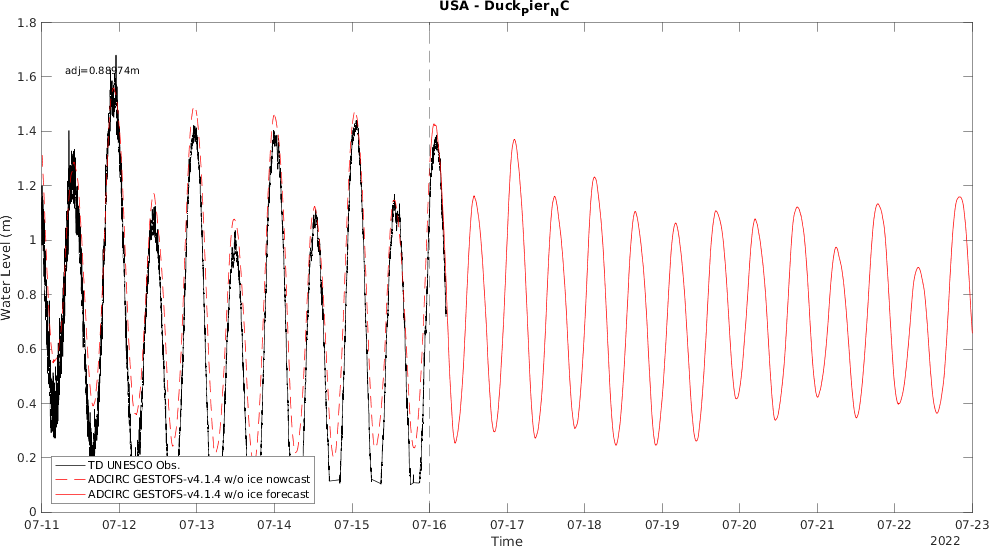 USA - DuckPierNC
1.8
1.6
1.4
1.2
1
0.8
0.6
0.4
0.2
0
Water Level (m)
adj=0.88974m
TD UNESCO Obs.
ADCIRC GESTOFS-v4.1.4 w/o ice nowcast
ADCIRC GESTOFS-v4.1.4 w/o ice forecast
07-11 07-12 07-13 07-14 07-15 07-16 07-17 07-18 07-19 07-20 07-21 07-22 07-23
Time
2022